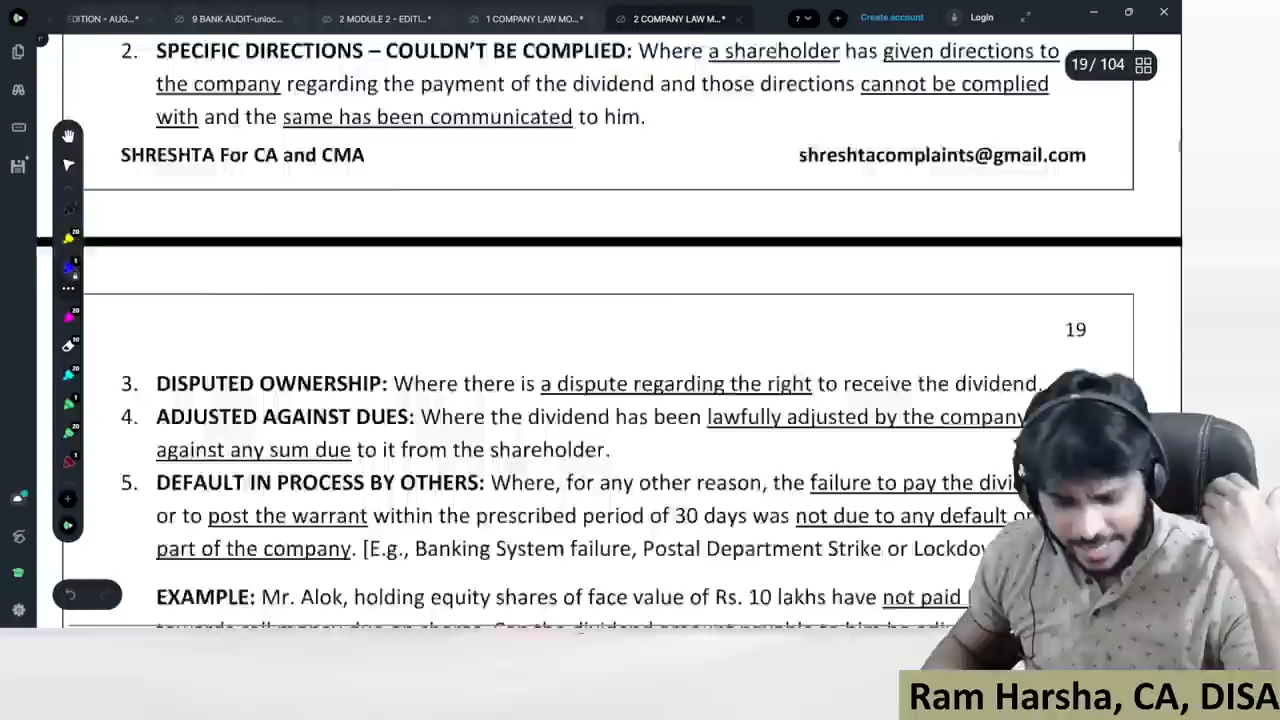 EDITION - AUG...*
9 BANK AUDIT-unloc...
2 MODULE 2 - EDITI...*
1 COMPANY LAW MO...*
2 COMPANY LAW M...*
7
Create account
Login
2. SPECIFIC DIRECTIONS – COULDN'T BE COMPLIED: Where a shareholder has given directions to
the company regarding the payment of the dividend and those directions cannot be complied
with and the same has been communicated to him.
19/ 104
SHRESHTA For CA and CMA
shreshtacomplaints@gmail.com
19
3. DISPUTED OWNERSHIP: Where there is a dispute regarding the right to receive the dividend.
4. ADJUSTED AGAINST DUES: Where the dividend has been lawfully adjusted by the company
against any sum due to it from the shareholder.
5. DEFAULT IN PROCESS BY OTHERS: Where, for any other reason, the failure to pay the divi
or to post the warrant within the prescribed period of 30 days was not due to any default
part of the company. [E.g., Banking System failure, Postal Department Strike or Lockdo
EXAMPLE: Mr. Alok, holding equity shares of face value of Rs. 10 lakhs have not paid
Ram Harsha, CA, DISA